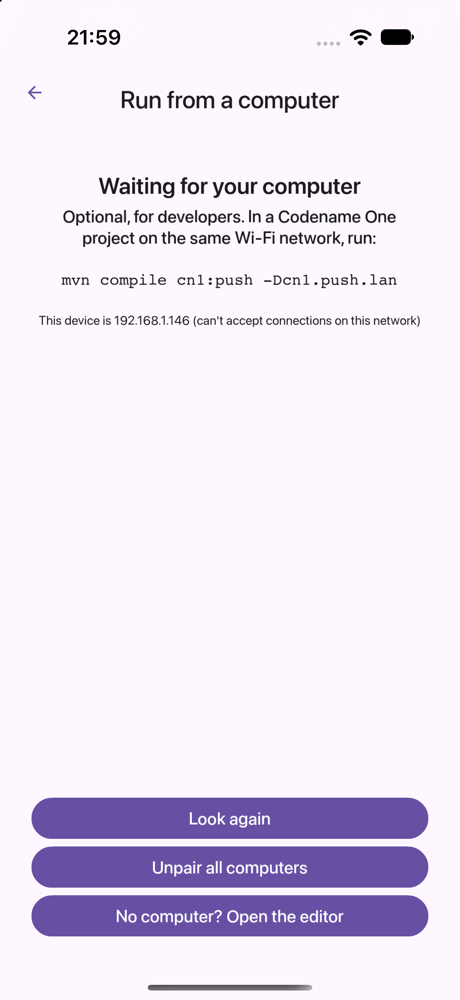 21:59
Run from a computer
Waiting for your computer
Optional, for developers. In a Codename One
project on the same Wi-Fi network, run:
mvn compile cn1:push -Dcn1.push.lan
This device is 192.168.1.146 (can't accept connections on this network)
Look again
Unpair all computers
No computer? Open the editor